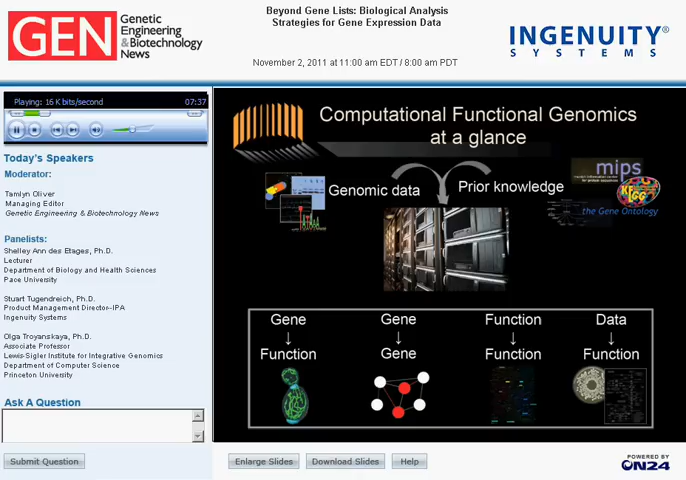 GEN
Genetic
Engineering
& Biotechnology
News
Beyond Gene Lists: Biological Analysis
Strategies for Gene Expression Data
November 2, 2011 at 11:00 am EDT / 8:00 am PDT
INGENUITY®
SYSTEMS
Playing: 16 K bits/second
07:37
Today's Speakers
Moderator:
Tamlyn Oliver
Managing Editor
Genetic Engineering & Biotechnology News
Panelists:
Shelley Ann des Etages, Ph.D.
Lecturer
Department of Biology and Health Sciences
Pace University
Stuart Tugendreich, Ph.D.
Product Management Director-IPA
Ingenuity Systems
Olga Troyanskaya, Ph.D.
Associate Professor
Lewis-Sigler Institute for Integrative Genomics
Department of Computer Science
Princeton University
Ask A Question
Submit Question
Computational Functional Genomics
at a glance
Genomic data
Prior knowledge
mips
KEGG
the Gene Ontology
Gene
↓
Function
Gene
↓
Gene
Function
↓
Function
Data
↓
Function
Enlarge Slides
Download Slides
Help
POWERED BY
ON24